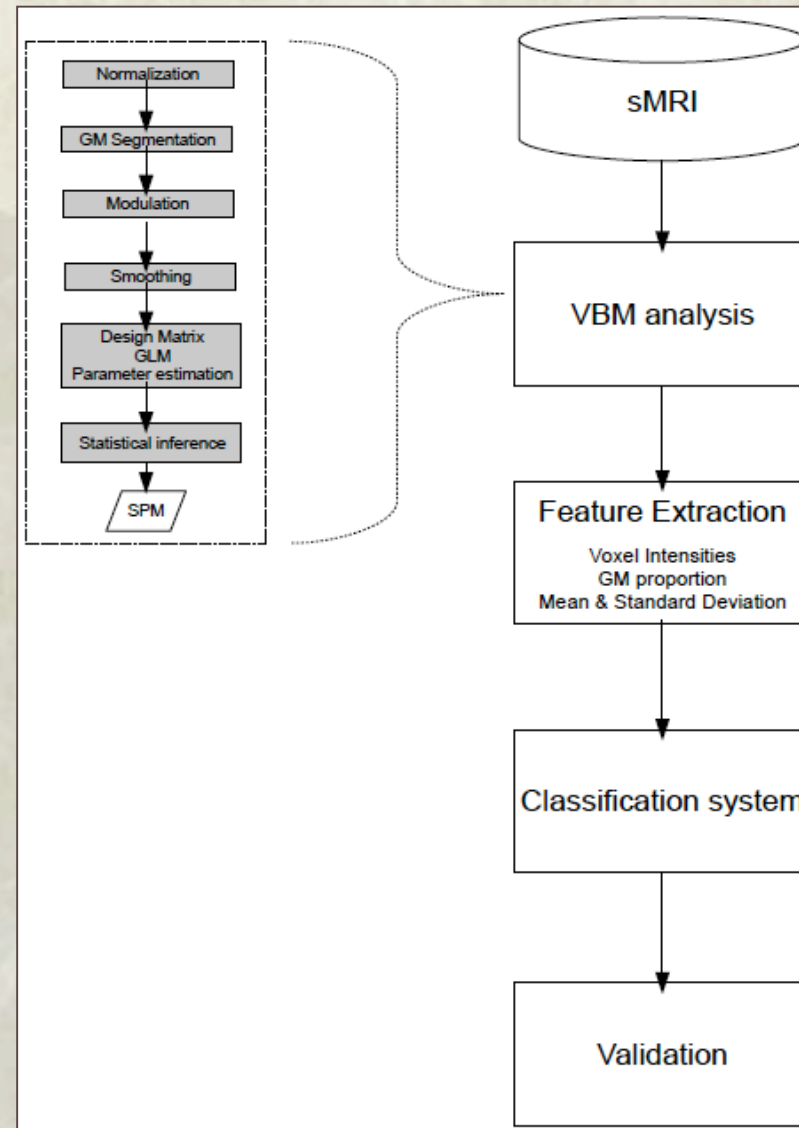 Normalization
GM Segmentation
Modulation
Smoothing
Design Matrix
GLM
Parameter estimation
Statistical inference
SPM
sMRI
VBM analysis
Feature Extraction
Voxel Intensities
GM proportion
Mean & Standard Deviation
Classification system
Validation